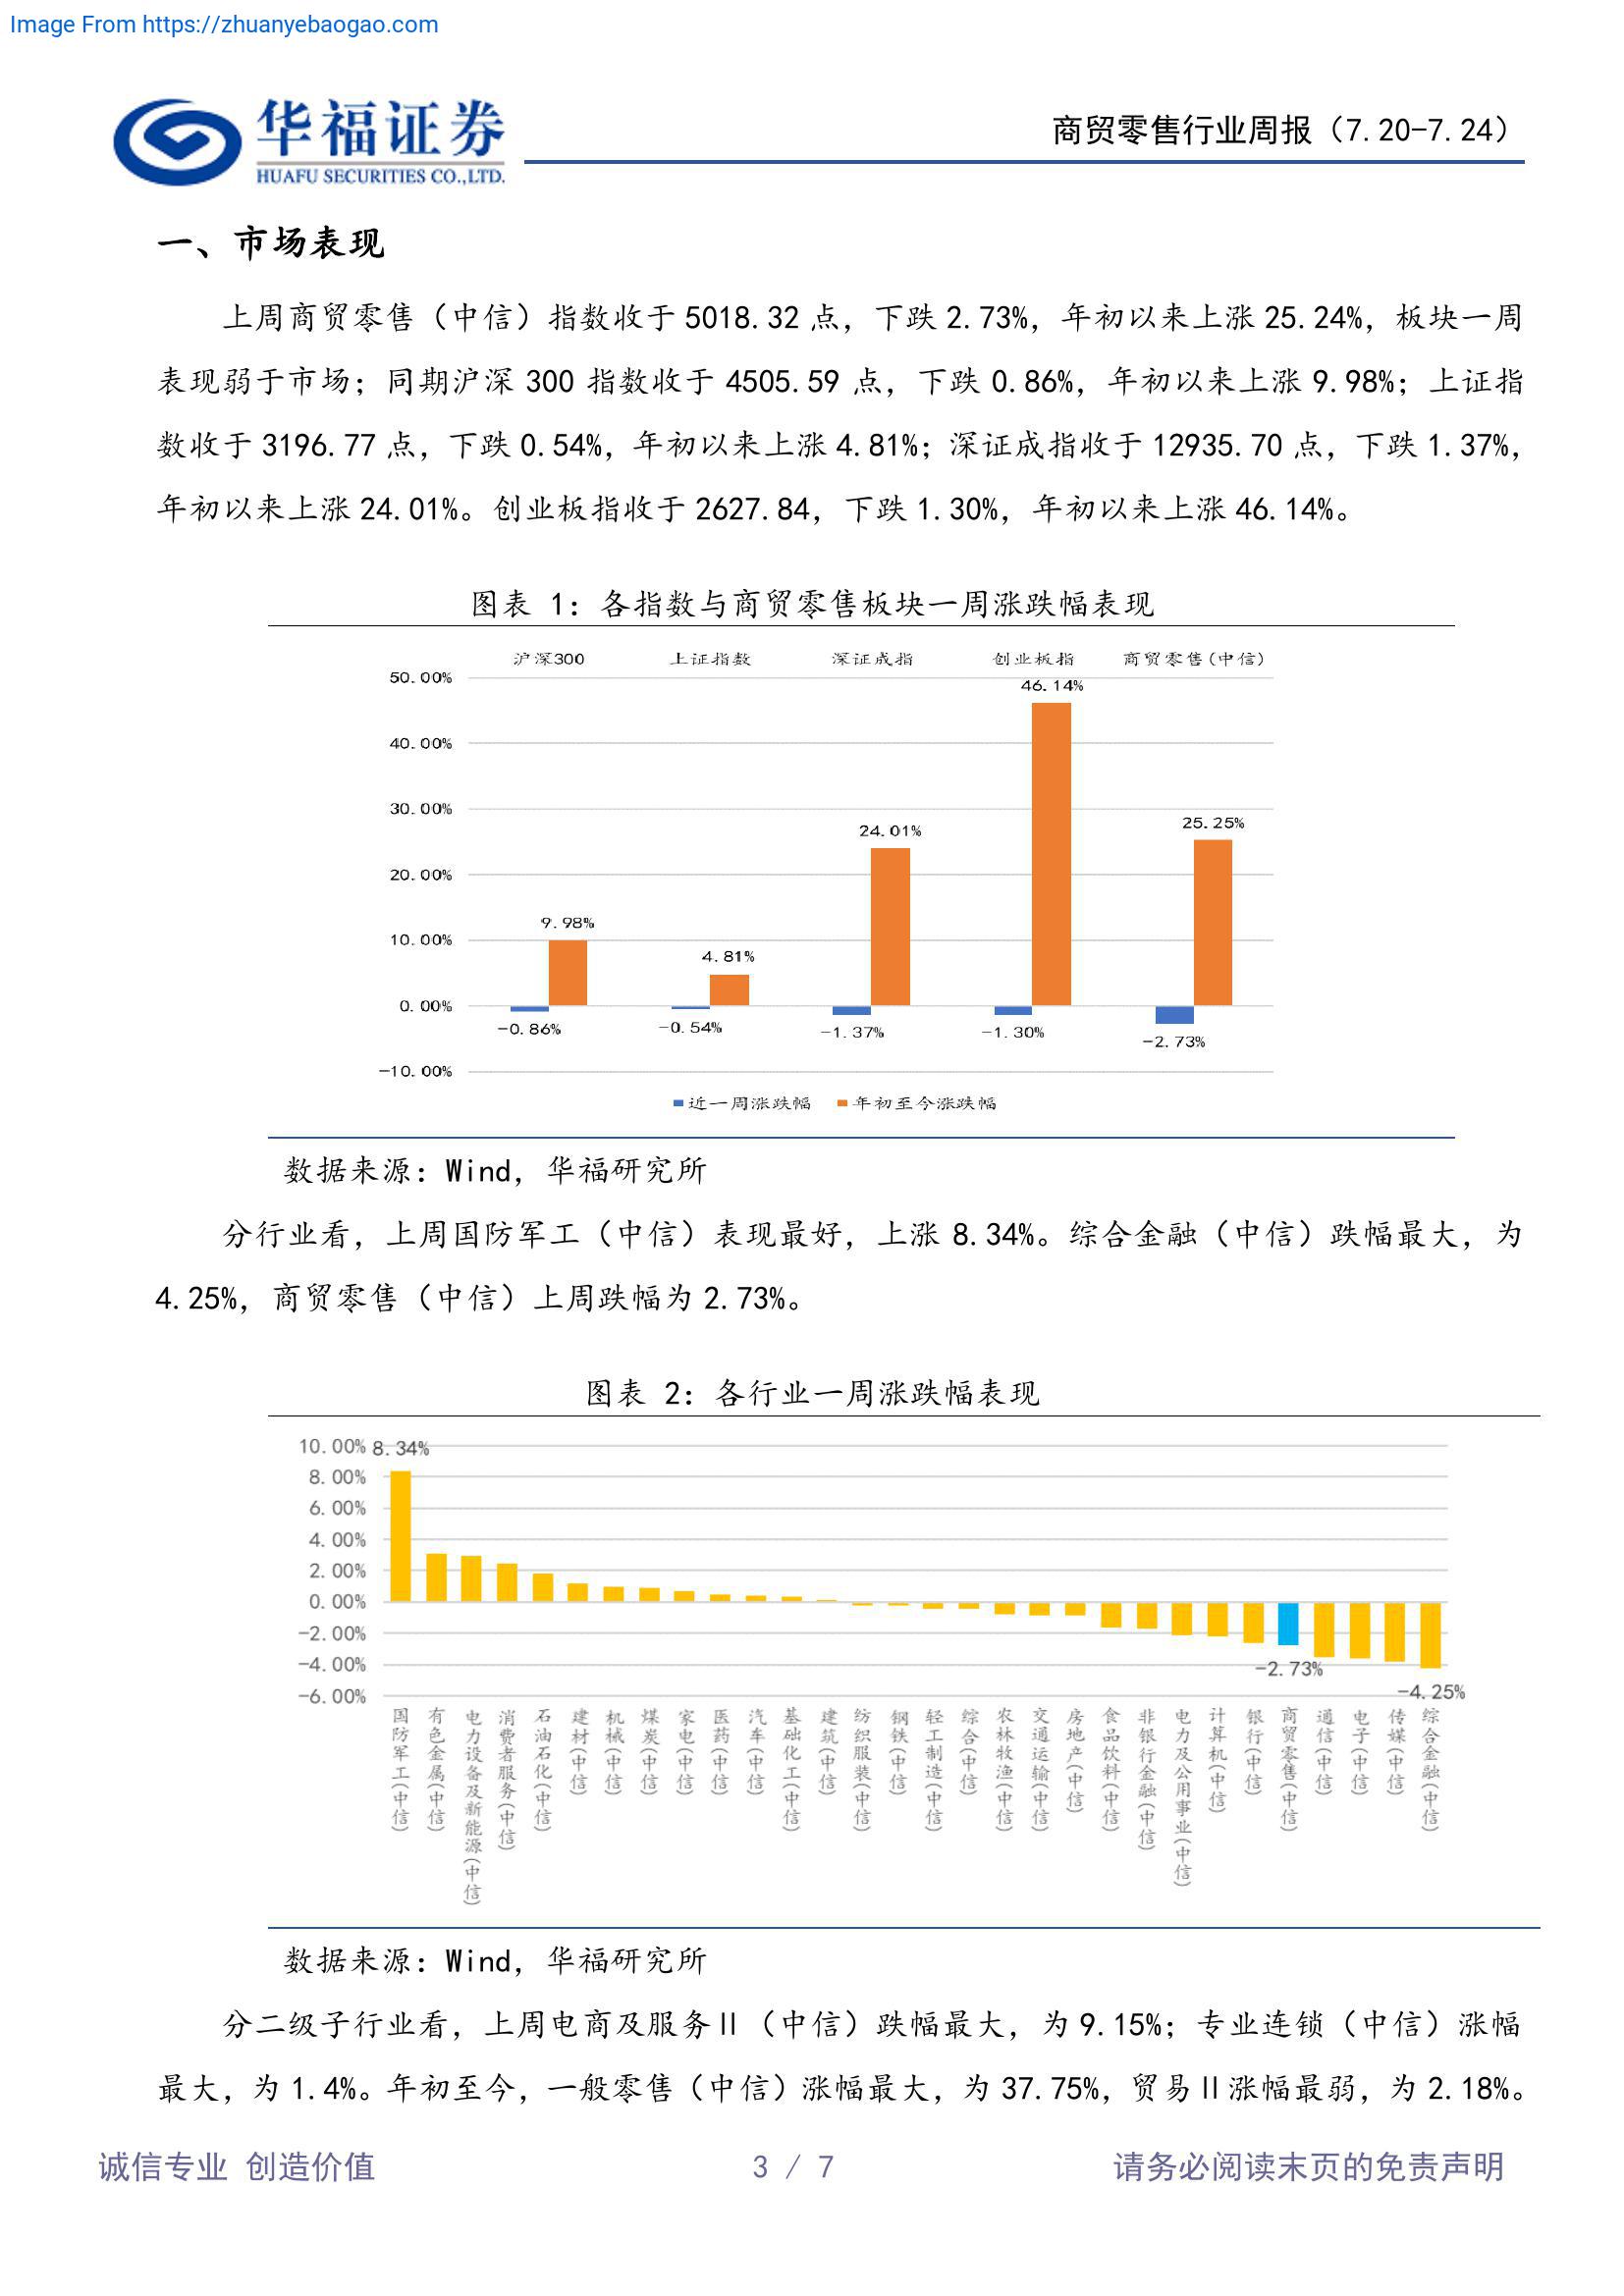 Image From https://zhuanyebaogao.com
华福证券
HUAFU SECURITIES CO.,LTD.
商贸零售行业周报（7.20-7.24）
一、市场表现
上周商贸零售（中信）指数收于 5018.32 点，下跌 2.73%，年初以来上涨 25.24%，板块一周
表现弱于市场；同期沪深 300 指数收于 4505.59 点，下跌 0.86%，年初以来上涨 9.98%；上证指
数收于 3196.77 点，下跌 0.54%，年初以来上涨 4.81%；深证成指收于 12935.70 点，下跌 1.37%，
年初以来上涨 24.01%。创业板指收于 2627.84，下跌 1.30%，年初以来上涨 46.14%。
图表 1：各指数与商贸零售板块一周涨跌幅表现
沪深300 上证指数 深证成指 创业板指 商贸零售(中信)
50.00%
46.14%
40.00%
30.00%
25.25%
24.01%
20.00%
9.98%
10.00%
4.81%
0.00%
-0.86% -0.54% -1.37% -1.30% -2.73%
-10.00%
近一周涨跌幅 年初至今涨跌幅
数据来源：Wind，华福研究所
分行业看，上周国防军工（中信）表现最好，上涨 8.34%。综合金融（中信）跌幅最大，为
4.25%，商贸零售（中信）上周跌幅为 2.73%。
图表 2：各行业一周涨跌幅表现
10.00% 8.34%
8.00%
6.00%
4.00%
2.00%
0.00%
-2.00%
-4.00%
-2.73%
-6.00%
-4.25%
国防军工(中信)
有色金属(中信)
电力设备及新能源(中信)
消费者服务(中信)
石油石化(中信)
建材(中信)
机械(中信)
煤炭(中信)
家电(中信)
医药(中信)
汽车(中信)
基础化工(中信)
建筑(中信)
纺织服装(中信)
钢铁(中信)
轻工制造(中信)
综合(中信)
农林牧渔(中信)
交通运输(中信)
房地产(中信)
食品饮料(中信)
非银行金融(中信)
电力及公用事业(中信)
计算机(中信)
银行(中信)
商贸零售(中信)
通信(中信)
电子(中信)
传媒(中信)
综合金融(中信)
数据来源：Wind，华福研究所
分二级子行业看，上周电商及服务Ⅱ（中信）跌幅最大，为 9.15%；专业连锁（中信）涨幅
最大，为 1.4%。年初至今，一般零售（中信）涨幅最大，为 37.75%，贸易Ⅱ涨幅最弱，为 2.18%。
诚信专业 创造价值
3 / 7
请务必阅读末页的免责声明